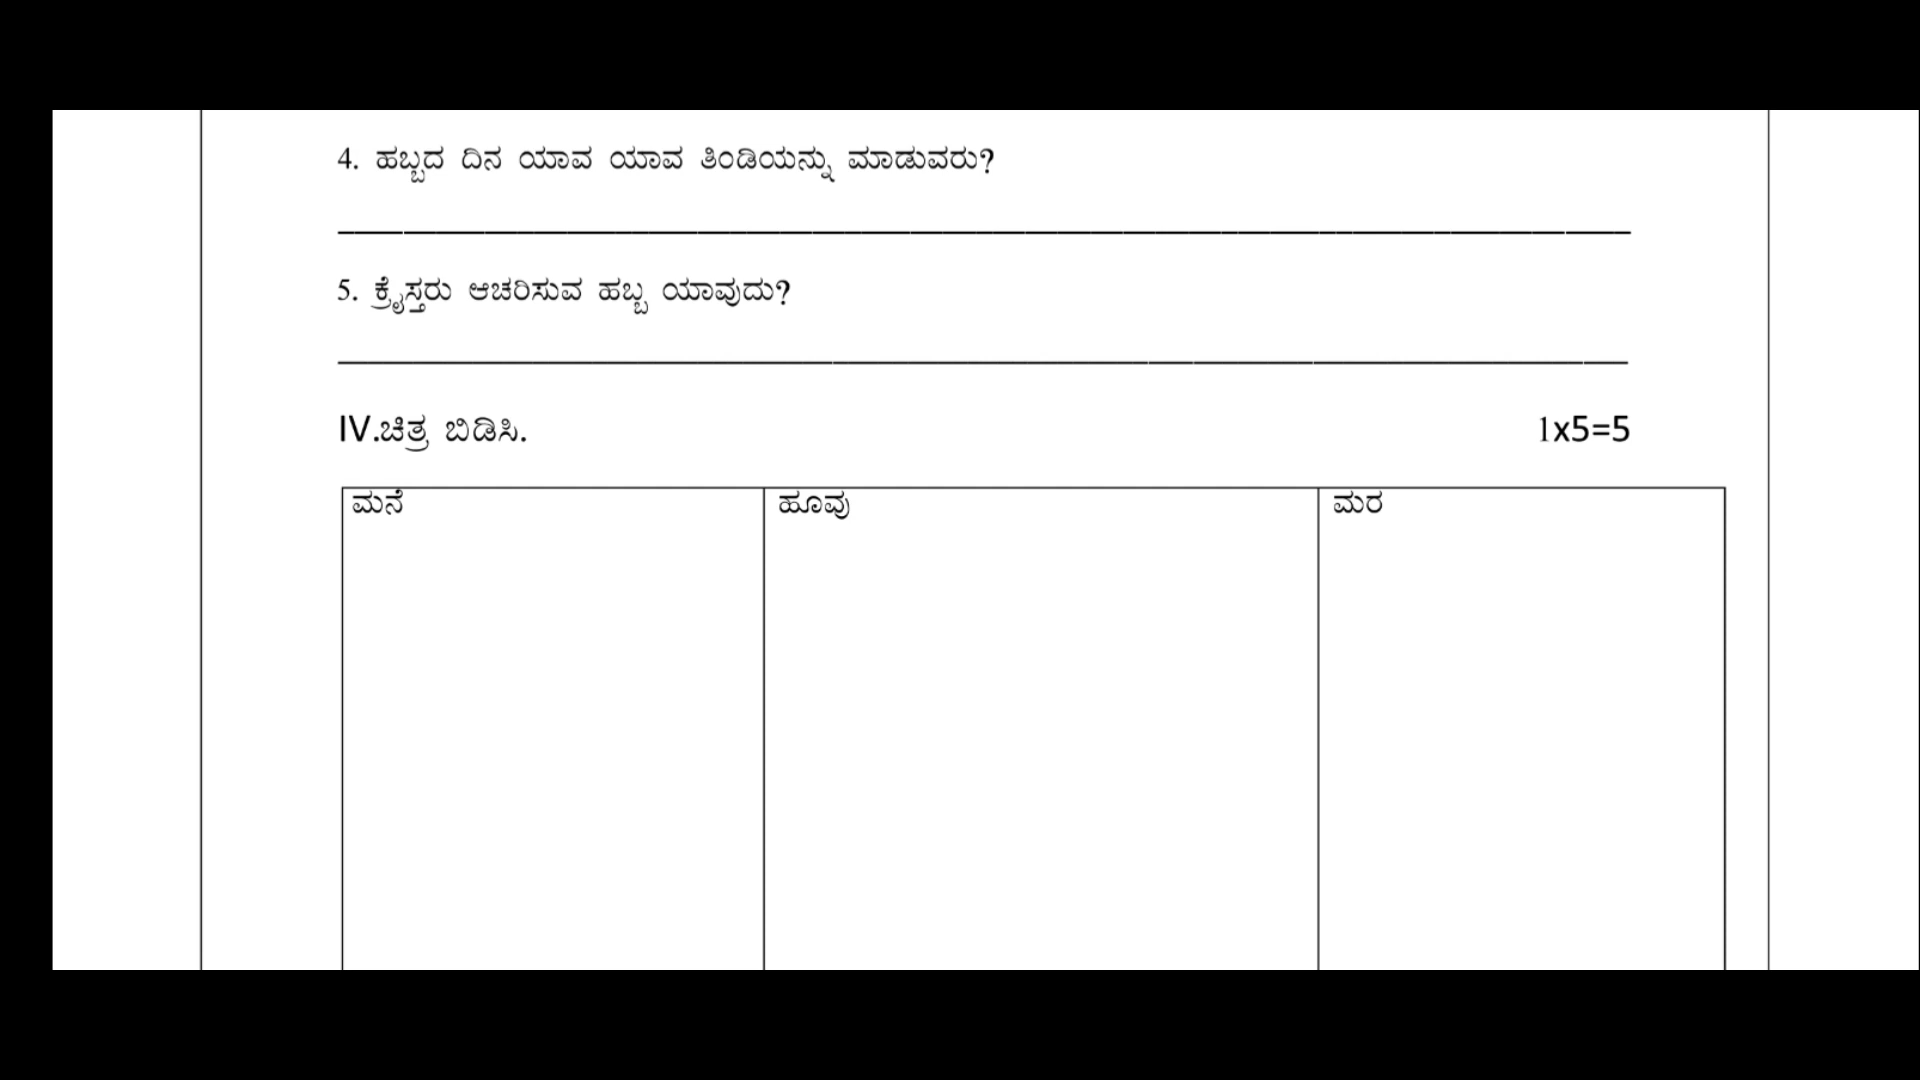 4. ಹಬ್ಬದ ದಿನ ಯಾವ ಯಾವ ತಿಂಡಿಯನ್ನು ಮಾಡುವರು?
5. ಕ್ರೈಸ್ತರು ಆಚರಿಸುವ ಹಬ್ಬ ಯಾವುದು?
IV.ಚಿತ್ರ ಬಿಡಿಸಿ. 1x5=5
ಮನೆ ಹೂವು ಮರ